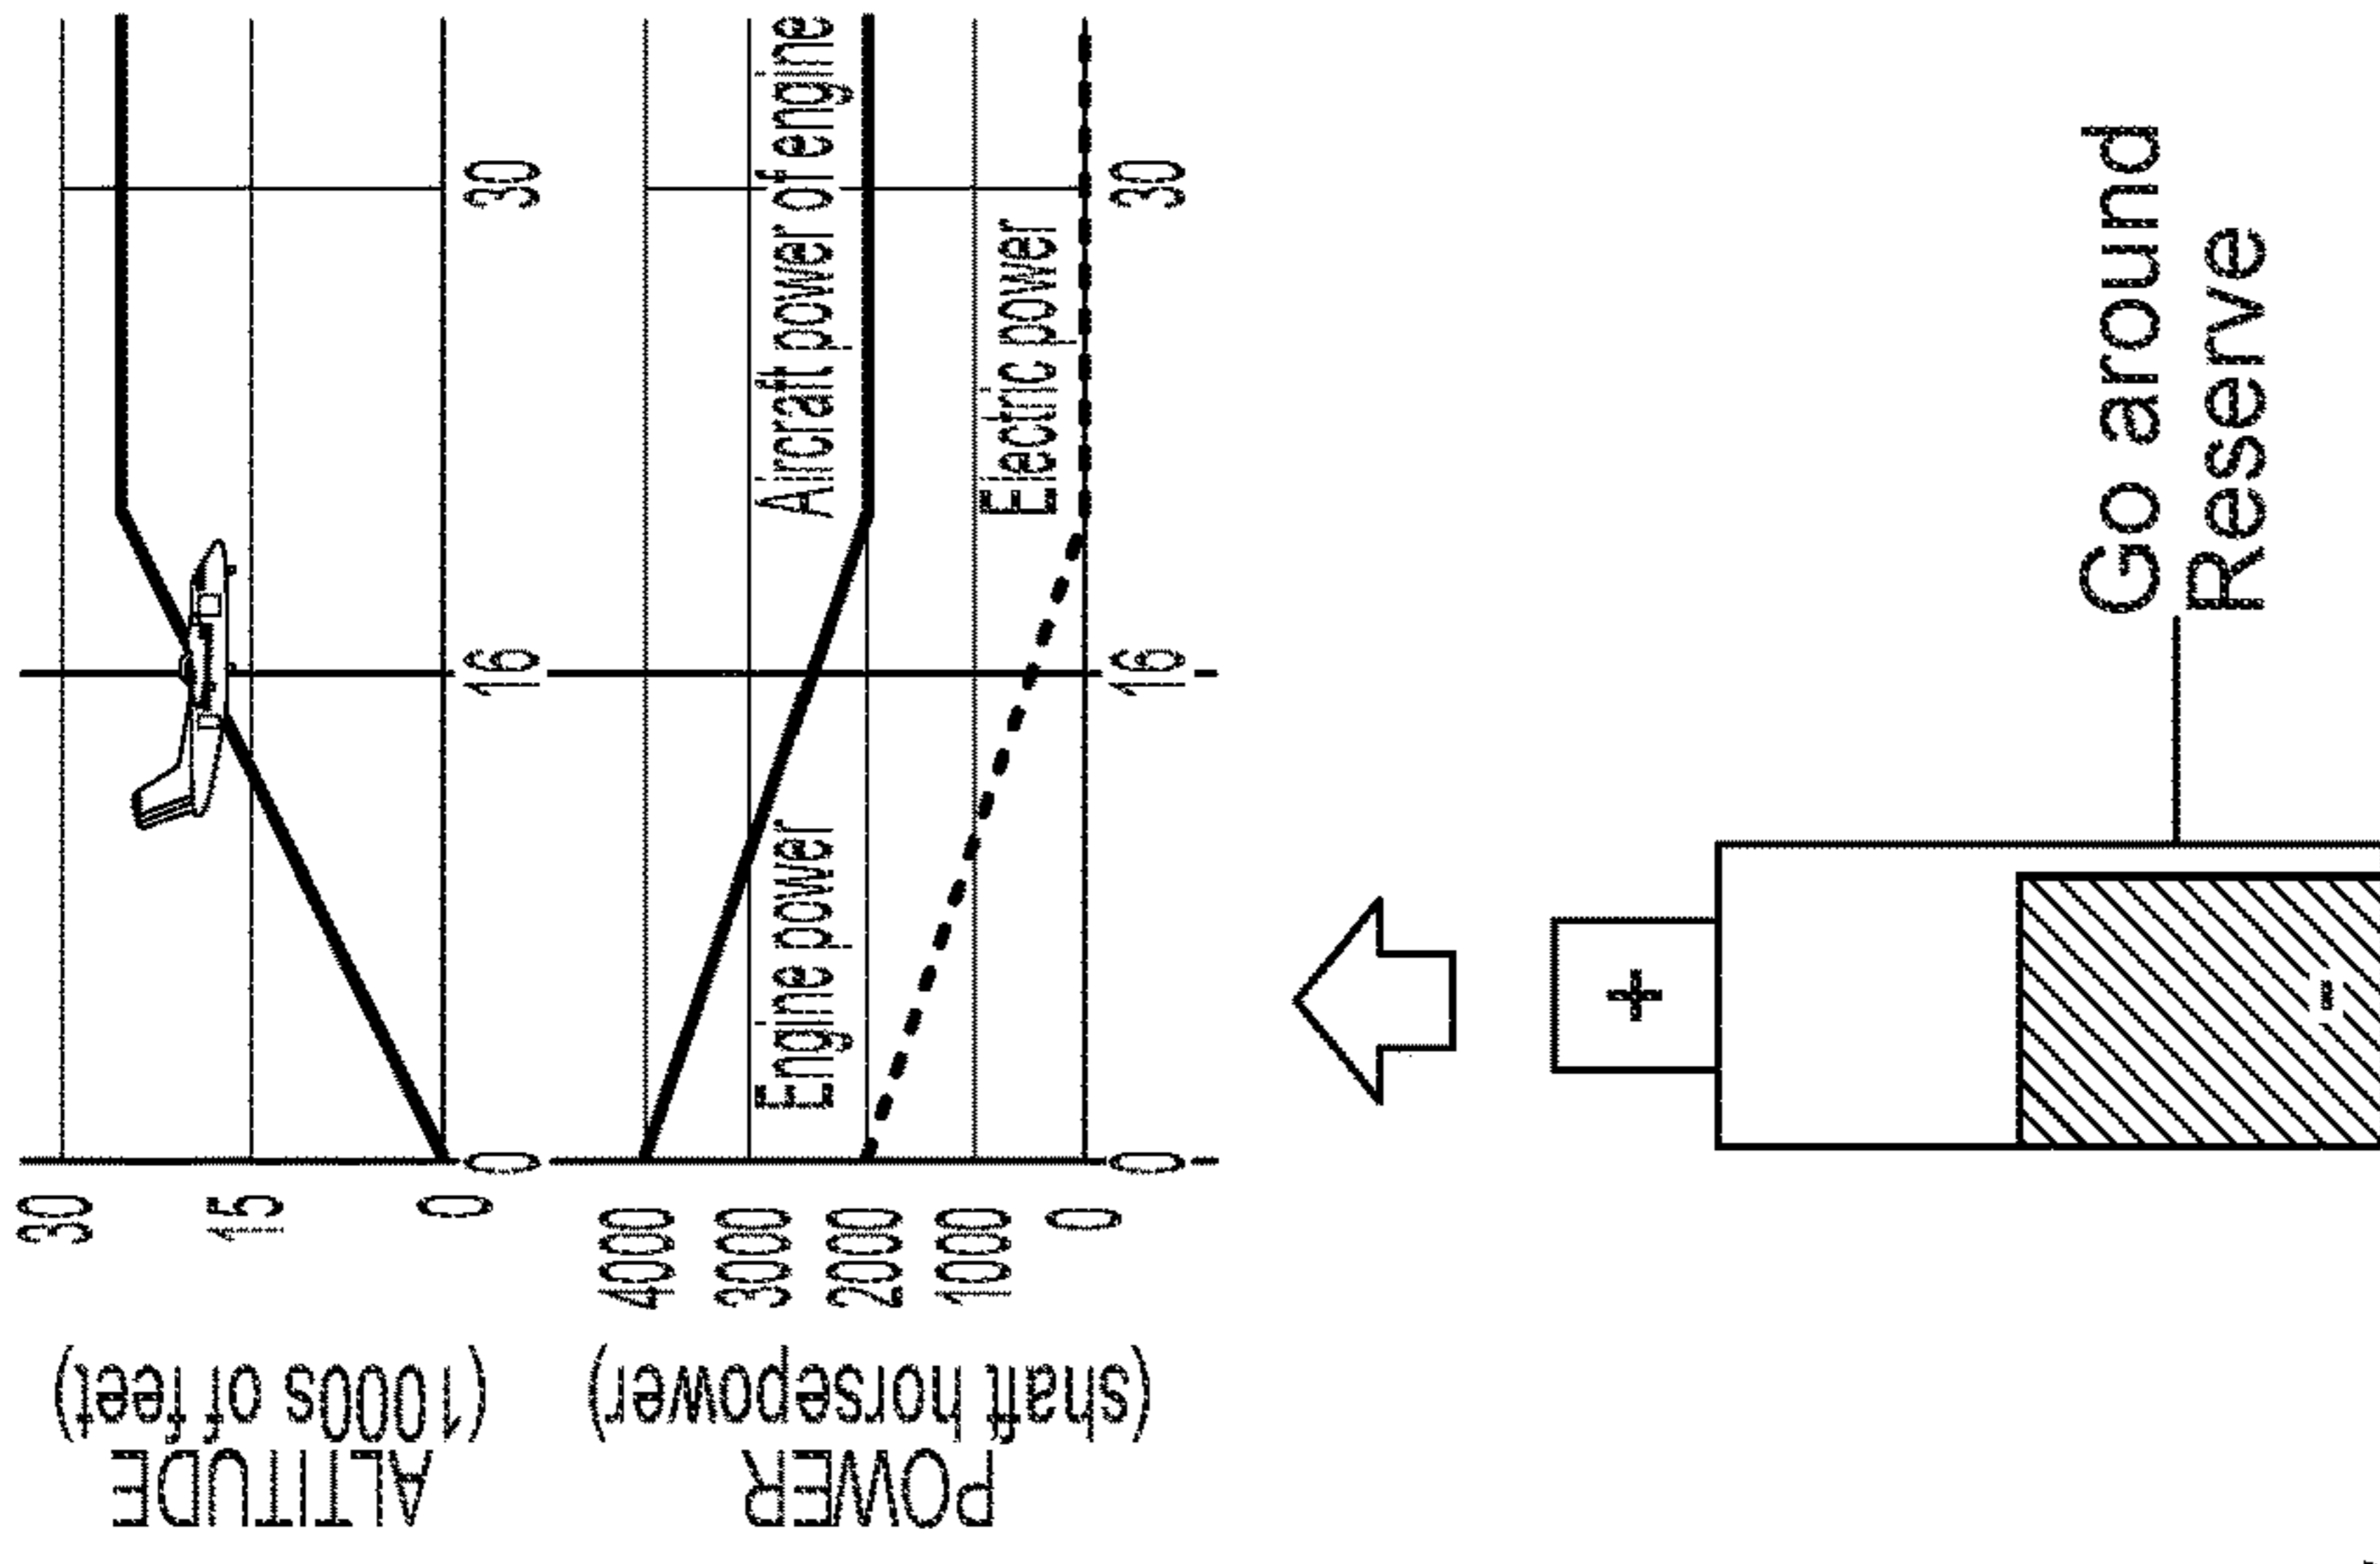 ALTITUDE
(1000s of feet)
30
15
0
0
16
30
POWER
(shaft horsepower)
4000
3000
2000
1000
0
Engine power
Aircraft power of engine
Electric power
0
16
30
+
Go around
Reserve